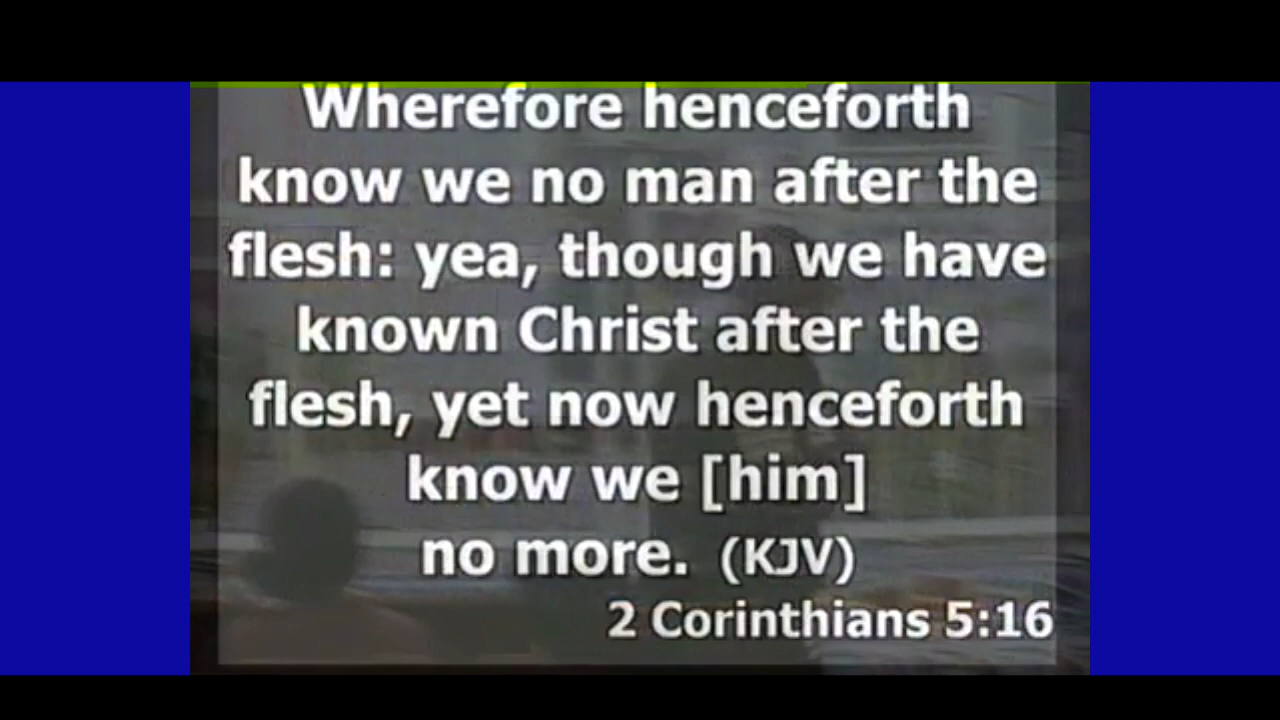 Wherefore henceforth
know we no man after the
flesh: yea, though we have
known Christ after the
flesh, yet now henceforth
know we [him]
no more. (KJV)
2 Corinthians 5:16